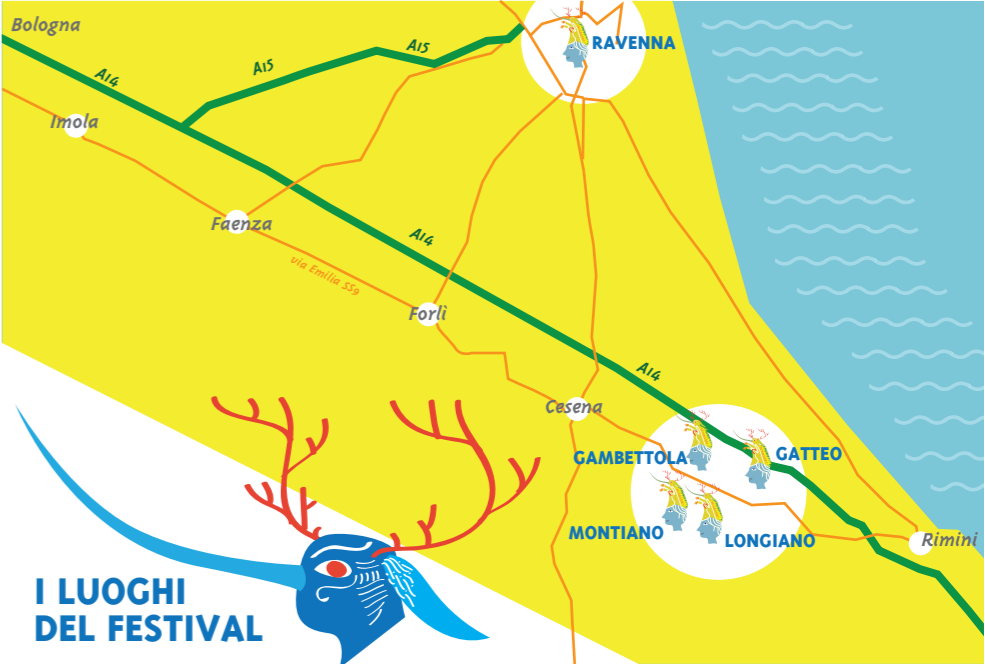 Bologna
RAVENNA
A15
A15
A14
Imola
Faenza
A14
via Emilia SS9
Forlì
A14
Cesena
GAMBETTOLA
GATTEO
MONTIANO
LONGIANO
Rimini
I LUOGHI
DEL FESTIVAL